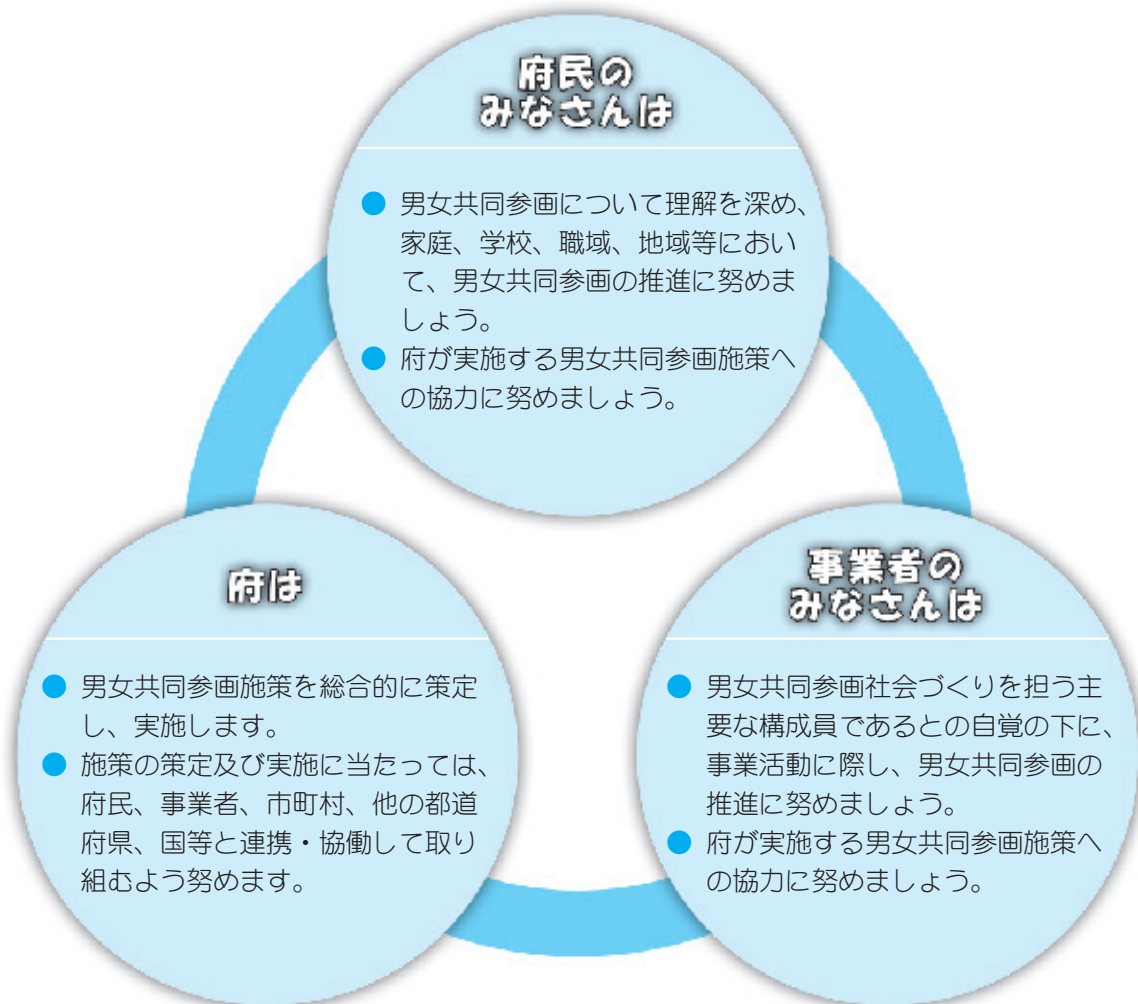 府民の
みなさんは
● 男女共同参画について理解を深め、
家庭、学校、職域、地域等におい
て、男女共同参画の推進に努めま
しょう。
● 府が実施する男女共同参画施策へ
の協力に努めましょう。
府は
● 男女共同参画施策を総合的に策定
し、実施します。
● 施策の策定及び実施に当たっては、
府民、事業者、市町村、他の都道
府県、国等と連携・協働して取り
組むよう努めます。
事業者の
みなさんは
● 男女共同参画社会づくりを担う主
要な構成員であるとの自覚の下に、
事業活動に際し、男女共同参画の
推進に努めましょう。
● 府が実施する男女共同参画施策へ
の協力に努めましょう。